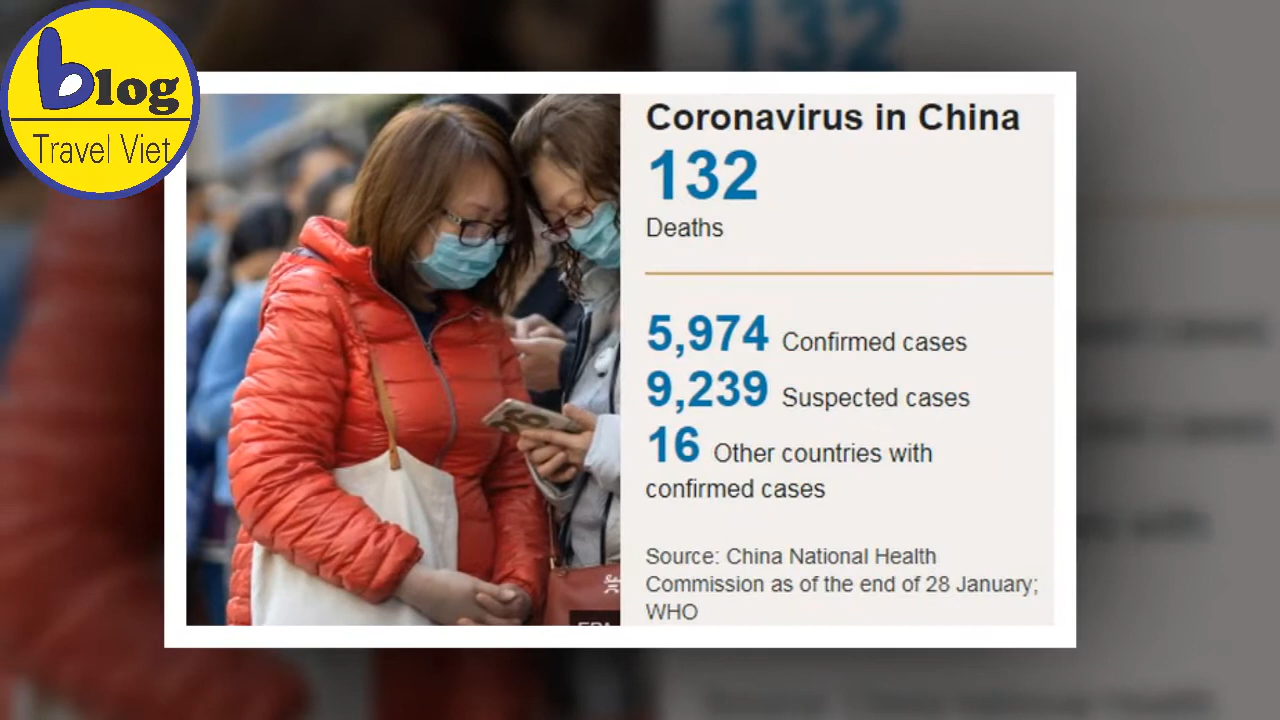 blog
Travel Viet
132
Coronavirus in China
132
Deaths
5,974 Confirmed cases
9,239 Suspected cases
16 Other countries with
confirmed cases
Source: China National Health
Commission as of the end of 28 January;
WHO